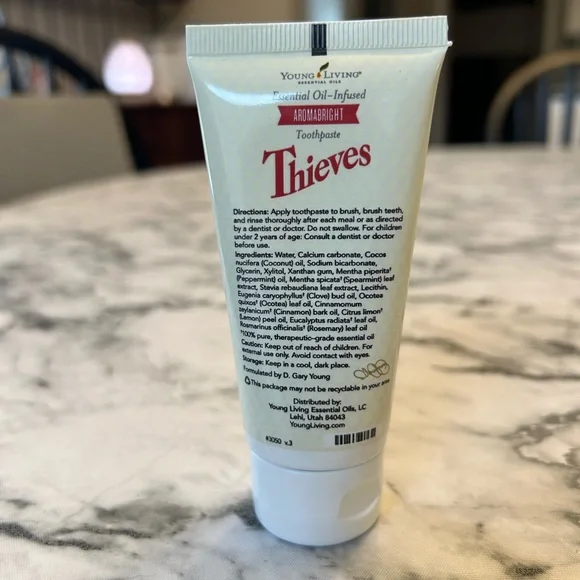 Young Living®
ESSENTIAL OILS
Essential Oil–Infused
AROMABRIGHT
Toothpaste
Thieves
Directions: Apply toothpaste to brush, brush teeth,
and rinse thoroughly after each meal or as directed
by a dentist or doctor. Do not swallow. For children
under 2 years of age: Consult a dentist or doctor
before use.
Ingredients: Water, Calcium carbonate, Cocos
nucifera (Coconut) oil, Sodium bicarbonate,
Glycerin, Xylitol, Xanthan gum, Mentha piperita†
(Peppermint) oil, Mentha spicata† (Spearmint) leaf
extract, Stevia rebaudiana leaf extract, Lecithin,
Eugenia caryophyllus† (Clove) bud oil, Ocotea
quixos† (Ocotea) leaf oil, Cinnamomum
zeylanicum† (Cinnamon) bark oil, Citrus limon†
(Lemon) peel oil, Eucalyptus radiata† leaf oil,
Rosmarinus officinalis† (Rosemary) leaf oil
†100% pure, therapeutic-grade essential oil
Caution: Keep out of reach of children. For
external use only. Avoid contact with eyes.
Storage: Keep in a cool, dark place.
Formulated by D. Gary Young
This package may not be recyclable in your area
Distributed by:
Young Living Essential Oils, LC
Lehi, Utah 84043
YoungLiving.com
#3050 v.3